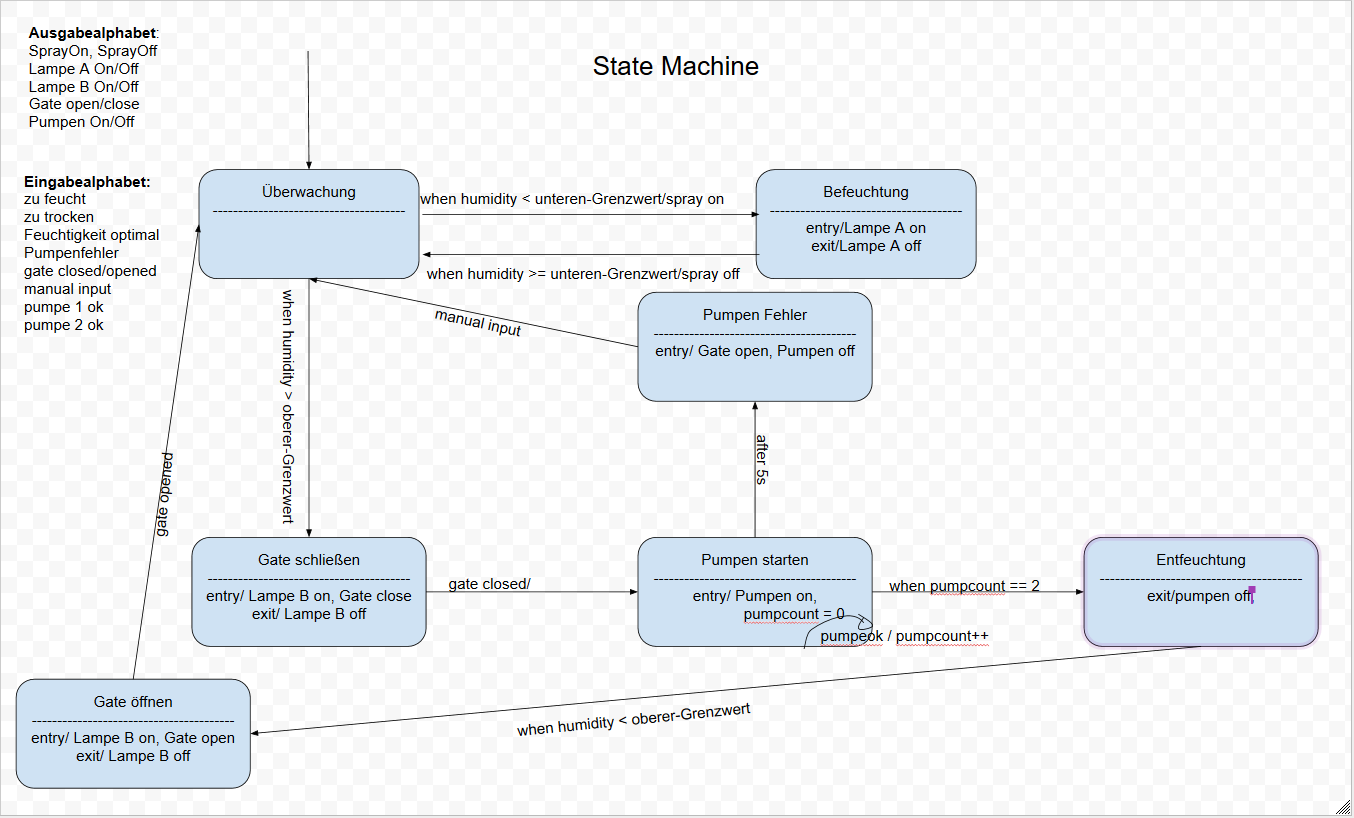 Ausgabealphabet:
SprayOn, SprayOff
Lampe A On/Off
Lampe B On/Off
Gate open/close
Pumpen On/Off
State Machine
Eingabealphabet:
zu feucht
zu trocken
Feuchtigkeit optimal
Pumpenfehler
gate closed/opened
manual input
pumpe 1 ok
pumpe 2 ok
Überwachung
when humidity < unteren-Grenzwert/spray on
Befeuchtung
entry/Lampe A on
exit/Lampe A off
when humidity >= unteren-Grenzwert/spray off
manual input
Pumpen Fehler
entry/ Gate open, Pumpen off
when humidity > oberer-Grenzwert
after 5s
gate opened
Gate schließen
entry/ Lampe B on, Gate close
exit/ Lampe B off
gate closed/
Pumpen starten
entry/ Pumpen on,
pumpcount = 0
pumpeok / pumpcount++
when pumpcount == 2
Entfeuchtung
exit/pumpen off
Gate öffnen
entry/ Lampe B on, Gate open
exit/ Lampe B off
when humidity < oberer-Grenzwert